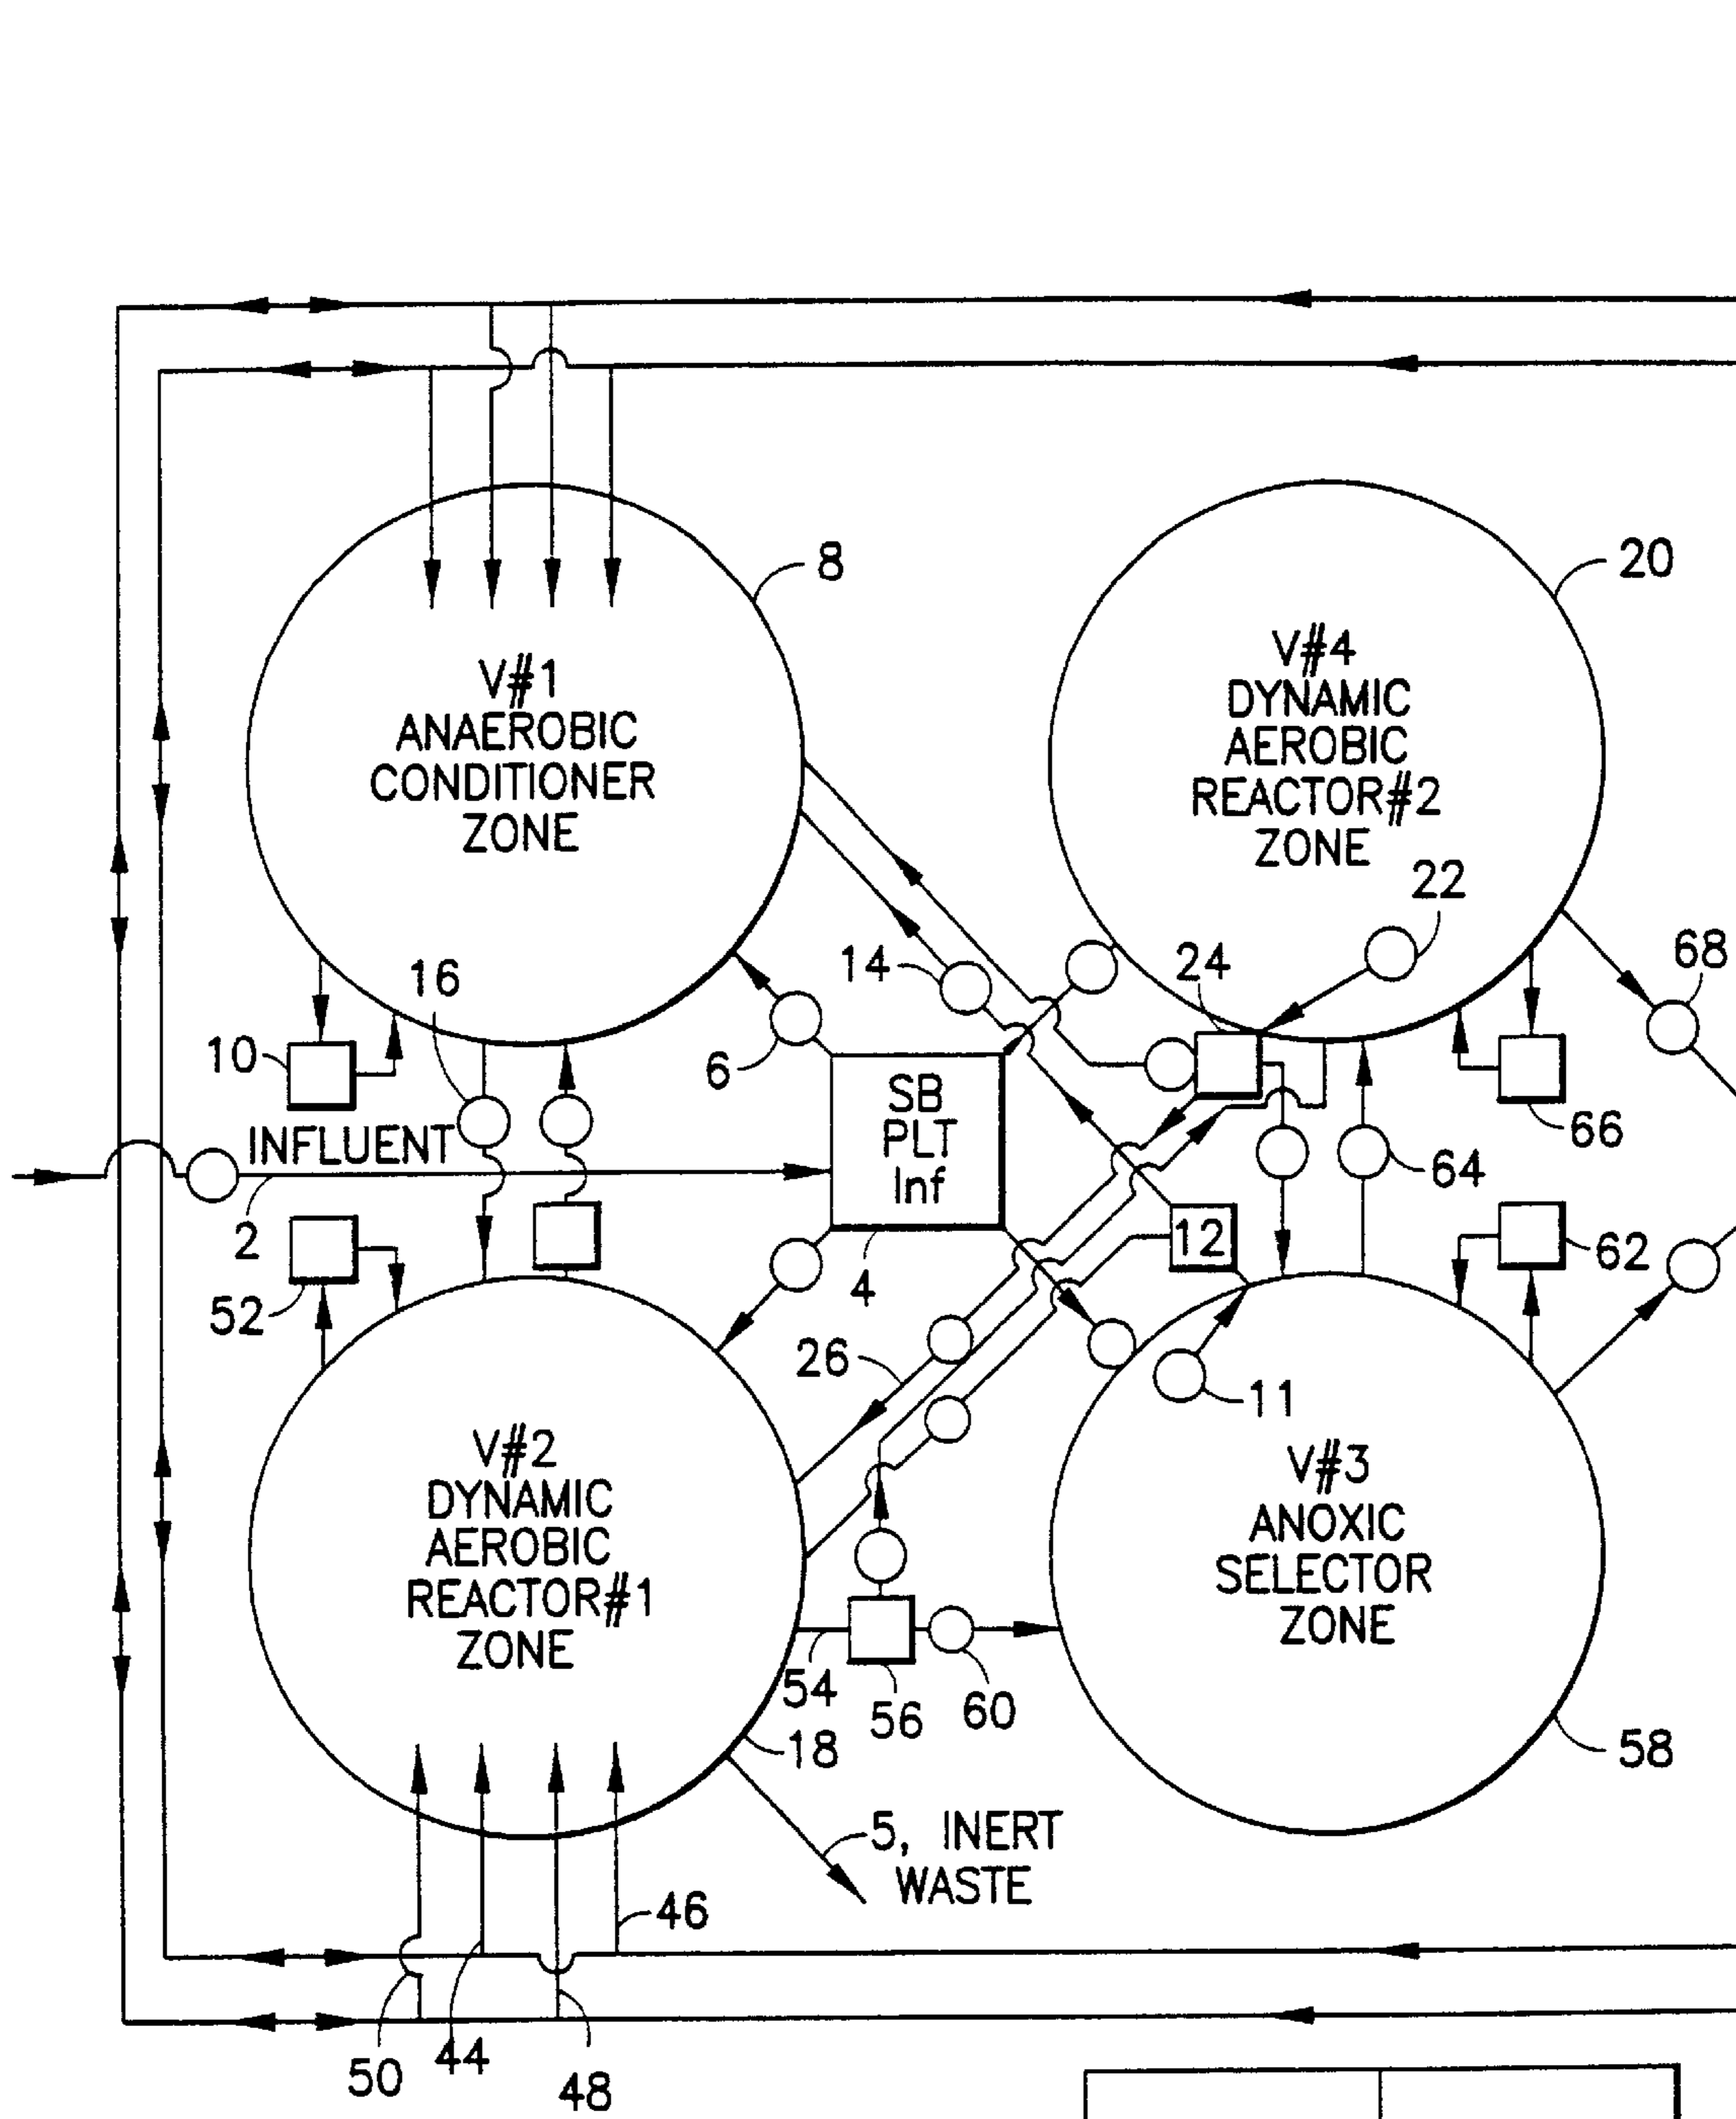 8
20
V#1
ANAEROBIC
CONDITIONER
ZONE
V#4
DYNAMIC
AEROBIC
REACTOR#2
ZONE
22
16
14
24
68
10
6
SB
PLT
Inf
INFLUENT
66
64
2
12
62
52
4
26
11
V#2
DYNAMIC
AEROBIC
REACTOR#1
ZONE
V#3
ANOXIC
SELECTOR
ZONE
54
56
60
18
58
5, INERT
WASTE
46
50
44
48